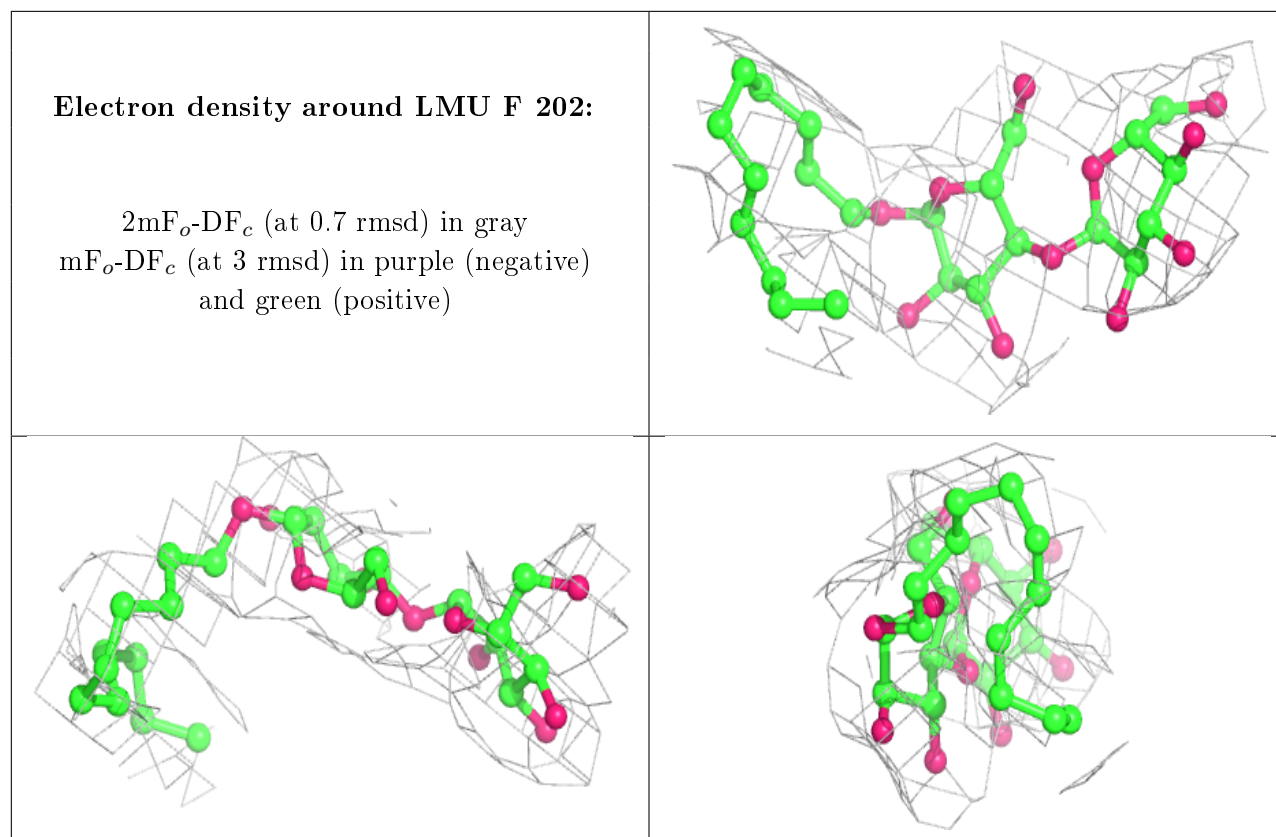 Electron density around LMU F 202:
2mFₒ-DF𝒸 (at 0.7 rmsd) in gray
mFₒ-DF𝒸 (at 3 rmsd) in purple (negative)
and green (positive)